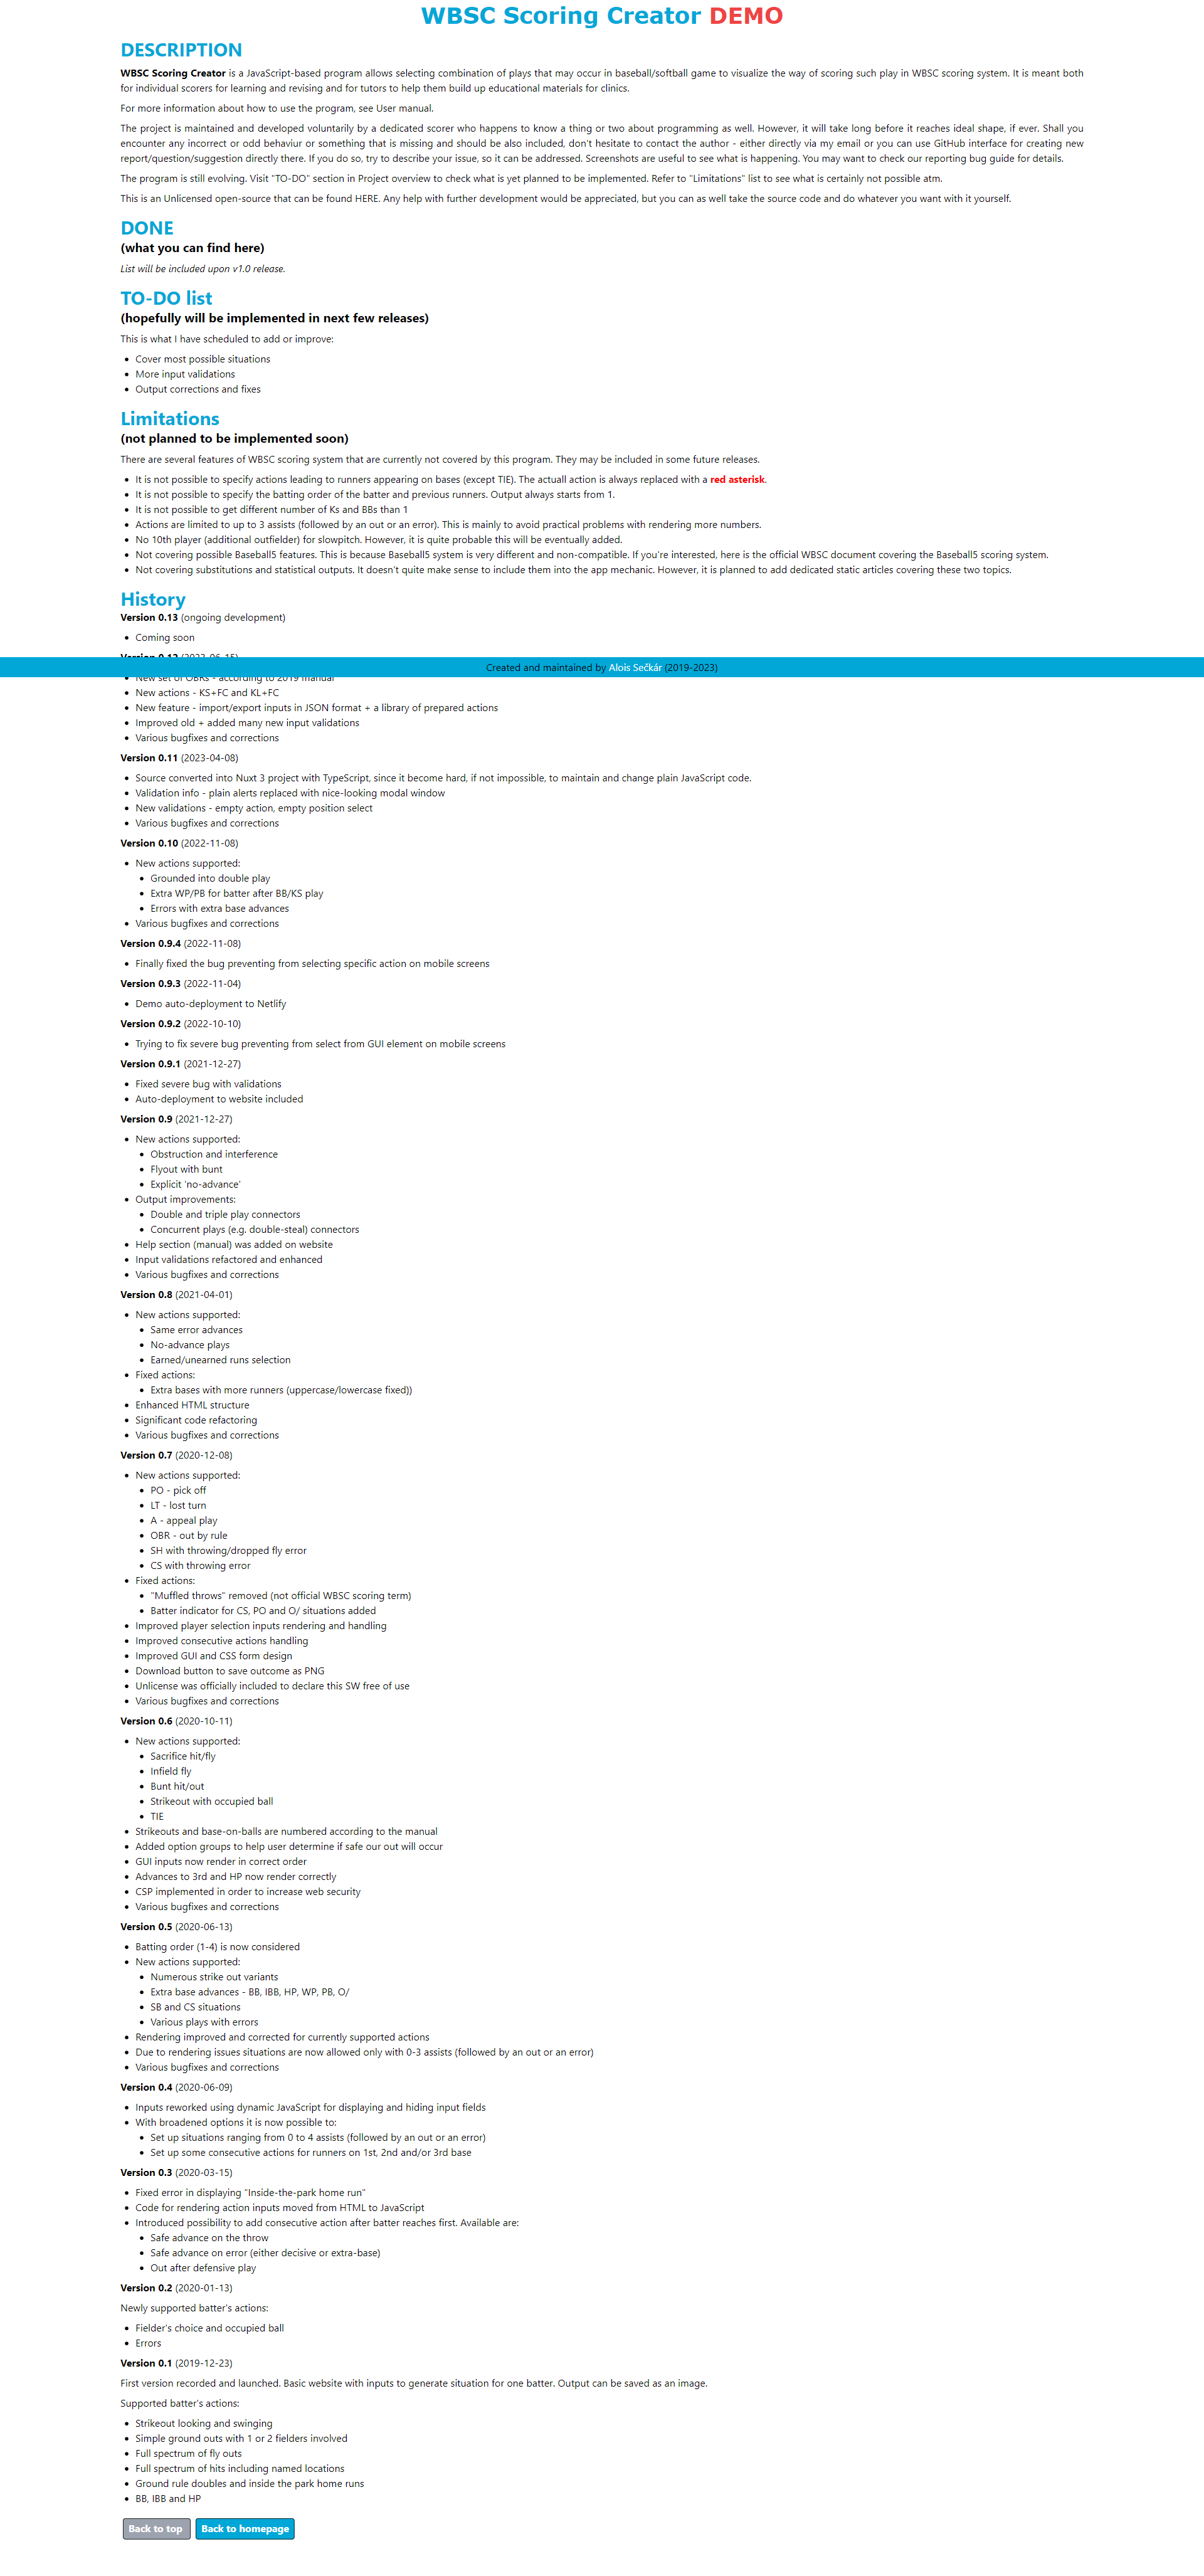 WBSC Scoring Creator DEMO
DESCRIPTION
WBSC Scoring Creator is a JavaScript-based program allows selecting combination of plays that may occur in baseball/softball game to visualize the way of scoring such play in WBSC scoring system. It is meant both
for individual scorers for learning and revising and for tutors to help them build up educational materials for clinics.
For more information about how to use the program, see User manual.
The project is maintained and developed voluntarily by a dedicated scorer who happens to know a thing or two about programming as well. However, it will take long before it reaches ideal shape, if ever. Shall you
encounter any incorrect or odd behaviur or something that is missing and should be also included, don't hesitate to contact the author - either directly via my email or you can use GitHub interface for creating new
report/question/suggestion directly there. If you do so, try to describe your issue, so it can be addressed. Screenshots are useful to see what is happening. You may want to check our reporting bug guide for details.
The program is still evolving. Visit "TO-DO" section in Project overview to check what is yet planned to be implemented. Refer to "Limitations" list to see what is certainly not possible atm.
This is an Unlicensed open-source that can be found HERE. Any help with further development would be appreciated, but you can as well take the source code and do whatever you want with it yourself.
DONE
(what you can find here)
List will be included upon v1.0 release.
TO-DO list
(hopefully will be implemented in next few releases)
This is what I have scheduled to add or improve:
• Cover most possible situations
• More input validations
• Output corrections and fixes
Limitations
(not planned to be implemented soon)
There are several features of WBSC scoring system that are currently not covered by this program. They may be included in some future releases.
• It is not possible to specify actions leading to runners appearing on bases (except TIE). The actuall action is always replaced with a red asterisk.
• It is not possible to specify the batting order of the batter and previous runners. Output always starts from 1.
• It is not possible to get different number of Ks and BBs than 1
• Actions are limited to up to 3 assists (followed by an out or an error). This is mainly to avoid practical problems with rendering more numbers.
• No 10th player (additional outfielder) for slowpitch. However, it is quite probable this will be eventually added.
• Not covering possible Baseball5 features. This is because Baseball5 system is very different and non-compatible. If you're interested, here is the official WBSC document covering the Baseball5 scoring system.
• Not covering substitutions and statistical outputs. It doesn't quite make sense to include them into the app mechanic. However, it is planned to add dedicated static articles covering these two topics.
History
Version 0.13 (ongoing development)
• Coming soon
Version 0.12 (2023-06-15)
Created and maintained by Alois Sečkár (2019-2023)
• New set of OBRs - according to 2019 manual
• New actions - KS+FC and KL+FC
• New feature - import/export inputs in JSON format + a library of prepared actions
• Improved old + added many new input validations
• Various bugfixes and corrections
Version 0.11 (2023-04-08)
• Source converted into Nuxt 3 project with TypeScript, since it become hard, if not impossible, to maintain and change plain JavaScript code.
• Validation info - plain alerts replaced with nice-looking modal window
• New validations - empty action, empty position select
• Various bugfixes and corrections
Version 0.10 (2022-11-08)
• New actions supported:
• Grounded into double play
• Extra WP/PB for batter after BB/KS play
• Errors with extra base advances
• Various bugfixes and corrections
Version 0.9.4 (2022-11-08)
• Finally fixed the bug preventing from selecting specific action on mobile screens
Version 0.9.3 (2022-11-04)
• Demo auto-deployment to Netlify
Version 0.9.2 (2022-10-10)
• Trying to fix severe bug preventing from select from GUI element on mobile screens
Version 0.9.1 (2021-12-27)
• Fixed severe bug with validations
• Auto-deployment to website included
Version 0.9 (2021-12-27)
• New actions supported:
• Obstruction and interference
• Flyout with bunt
• Explicit 'no-advance'
• Output improvements:
• Double and triple play connectors
• Concurrent plays (e.g. double-steal) connectors
• Help section (manual) was added on website
• Input validations refactored and enhanced
• Various bugfixes and corrections
Version 0.8 (2021-04-01)
• New actions supported:
• Same error advances
• No-advance plays
• Earned/unearned runs selection
• Fixed actions:
• Extra bases with more runners (uppercase/lowercase fixed))
• Enhanced HTML structure
• Significant code refactoring
• Various bugfixes and corrections
Version 0.7 (2020-12-08)
• New actions supported:
• PO - pick off
• LT - lost turn
• A - appeal play
• OBR - out by rule
• SH with throwing/dropped fly error
• CS with throwing error
• Fixed actions:
• "Muffled throws" removed (not official WBSC scoring term)
• Batter indicator for CS, PO and O/ situations added
• Improved player selection inputs rendering and handling
• Improved consecutive actions handling
• Improved GUI and CSS form design
• Download button to save outcome as PNG
• Unlicense was officially included to declare this SW free of use
• Various bugfixes and corrections
Version 0.6 (2020-10-11)
• New actions supported:
• Sacrifice hit/fly
• Infield fly
• Bunt hit/out
• Strikeout with occupied ball
• TIE
• Strikeouts and base-on-balls are numbered according to the manual
• Added option groups to help user determine if safe our out will occur
• GUI inputs now render in correct order
• Advances to 3rd and HP now render correctly
• CSP implemented in order to increase web security
• Various bugfixes and corrections
Version 0.5 (2020-06-13)
• Batting order (1-4) is now considered
• New actions supported:
• Numerous strike out variants
• Extra base advances - BB, IBB, HP, WP, PB, O/
• SB and CS situations
• Various plays with errors
• Rendering improved and corrected for currently supported actions
• Due to rendering issues situations are now allowed only with 0-3 assists (followed by an out or an error)
• Various bugfixes and corrections
Version 0.4 (2020-06-09)
• Inputs reworked using dynamic JavaScript for displaying and hiding input fields
• With broadened options it is now possible to:
• Set up situations ranging from 0 to 4 assists (followed by an out or an error)
• Set up some consecutive actions for runners on 1st, 2nd and/or 3rd base
Version 0.3 (2020-03-15)
• Fixed error in displaying "Inside-the-park home run"
• Code for rendering action inputs moved from HTML to JavaScript
• Introduced possibility to add consecutive action after batter reaches first. Available are:
• Safe advance on the throw
• Safe advance on error (either decisive or extra-base)
• Out after defensive play
Version 0.2 (2020-01-13)
Newly supported batter's actions:
• Fielder's choice and occupied ball
• Errors
Version 0.1 (2019-12-23)
First version recorded and launched. Basic website with inputs to generate situation for one batter. Output can be saved as an image.
Supported batter's actions:
• Strikeout looking and swinging
• Simple ground outs with 1 or 2 fielders involved
• Full spectrum of fly outs
• Full spectrum of hits including named locations
• Ground rule doubles and inside the park home runs
• BB, IBB and HP
Back to top
Back to homepage